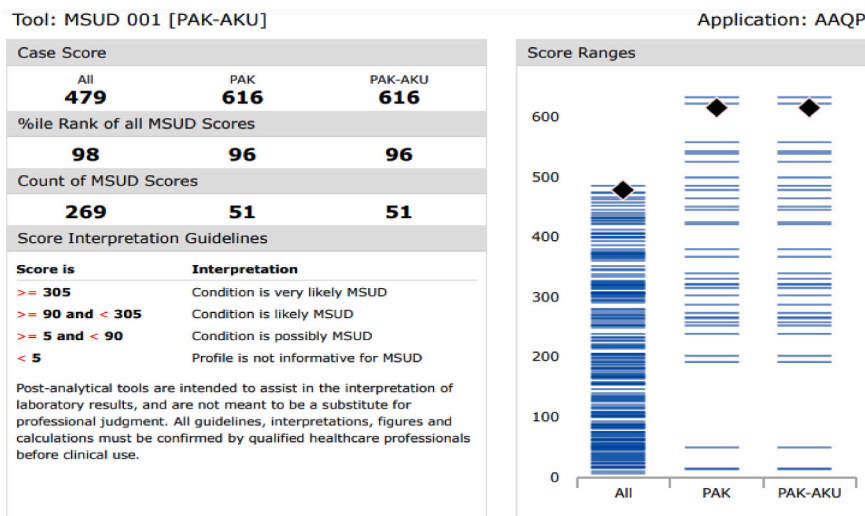 Tool: MSUD 001 [PAK-AKU]
Application: AAQP
Case Score
All PAK PAK-AKU
479 616 616
%ile Rank of all MSUD Scores
98 96 96
Count of MSUD Scores
269 51 51
Score Interpretation Guidelines
Score is Interpretation
>= 305 Condition is very likely MSUD
>= 90 and < 305 Condition is likely MSUD
>= 5 and < 90 Condition is possibly MSUD
< 5 Profile is not informative for MSUD
Post-analytical tools are intended to assist in the interpretation of
laboratory results, and are not meant to be a substitute for
professional judgment. All guidelines, interpretations, figures and
calculations must be confirmed by qualified healthcare professionals
before clinical use.
Score Ranges
600
500
400
300
200
100
0
All PAK PAK-AKU